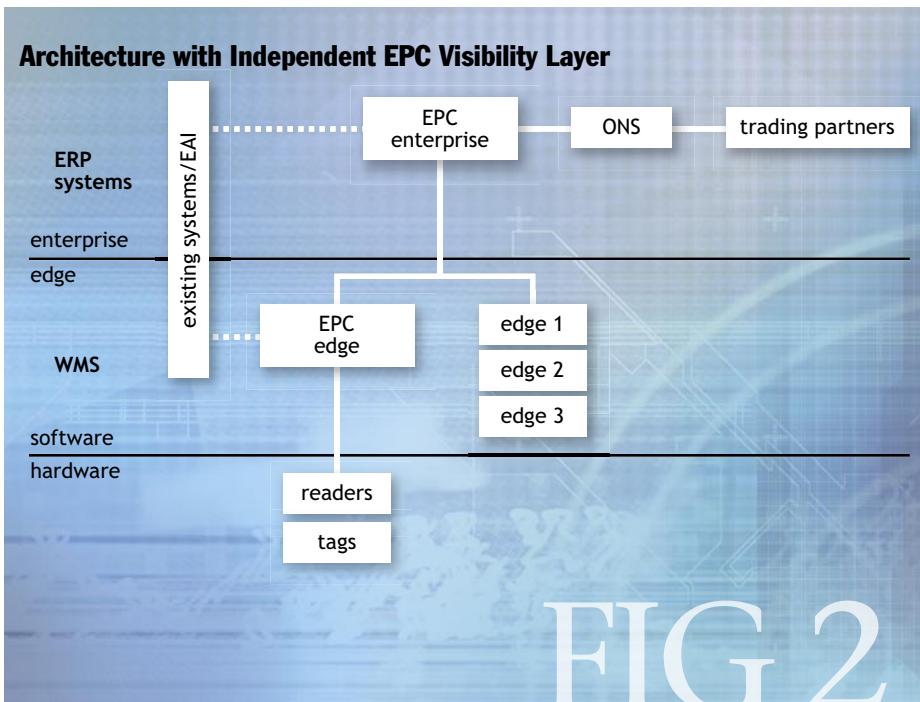 Architecture with Independent EPC Visibility Layer
EPC
enterprise
ONS
trading partners
ERP
systems
existing systems/EAI
enterprise
edge
EPC
edge
edge 1
edge 2
edge 3
WMS
software
hardware
readers
tags
FIG 2